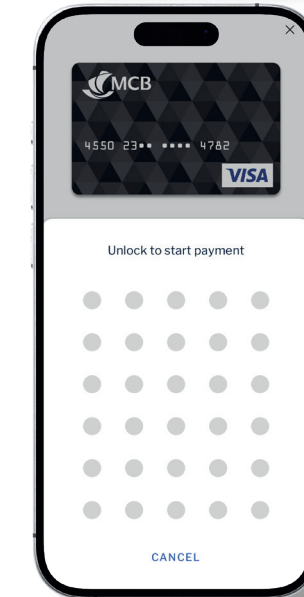 MCB
4550 23•• •••• 4782
VISA
Unlock to start payment
CANCEL